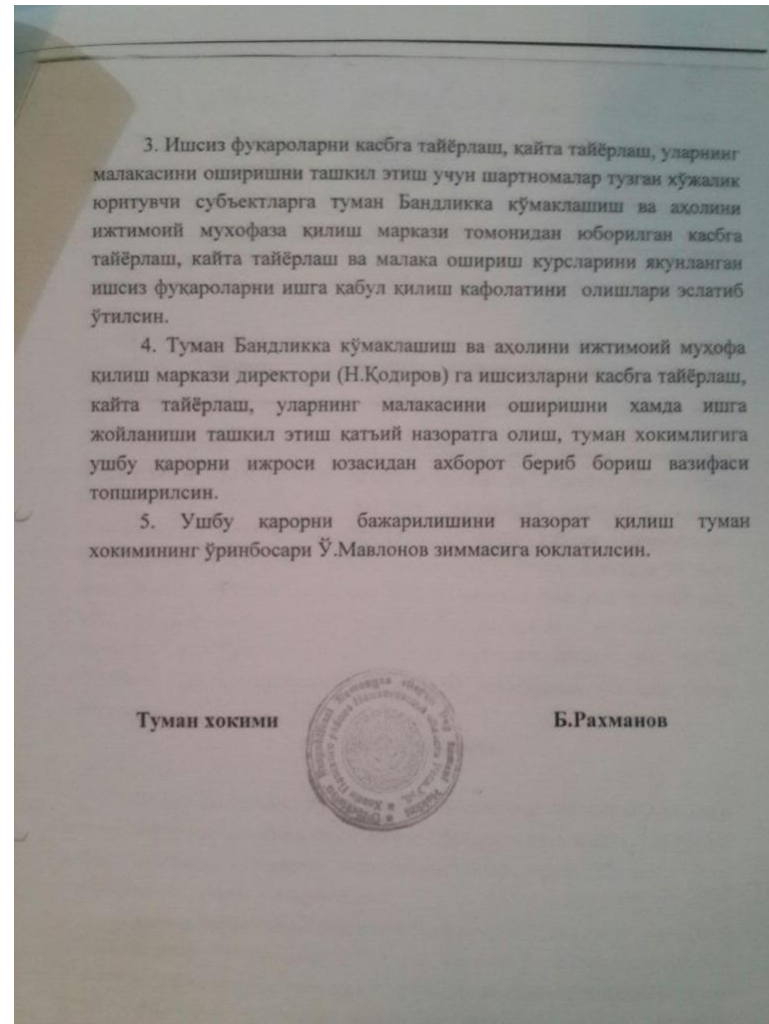 3. Ишсиз фуқароларни касбга тайёрлаш, қайта тайёрлаш, уларнинг
малакасини оширишни ташкил этиш учун шартномалар тузган хўжалик
юритувчи субъектларга туман Бандликка кўмаклашиш ва аҳолини
ижтимоий мухофаза қилиш маркази томонидан юборилган касбга
тайёрлаш, кайта тайёрлаш ва малака ошириш курсларини якунланган
ишсиз фуқароларни ишга қабул қилиш кафолатини олишлари эслатиб
ўтилсин.
4. Туман Бандликка кўмаклашиш ва аҳолини ижтимоий муҳофа
қилиш маркази директори (Н.Қодиров) га ишсизларни касбга тайёрлаш,
кайта тайёрлаш, уларнинг малакасини оширишни хамда ишга
жойланиши ташкил этиш қатъий назоратга олиш, туман хокимлигига
ушбу қарорни ижроси юзасидан ахборот бериб бориш вазифаси
топширилсин.
5. Ушбу қарорни бажарилишини назорат қилиш туман
хокимининг ўринбосари Ў.Мавлонов зиммасига юклатилсин.
Туман хокими Б.Рахманов